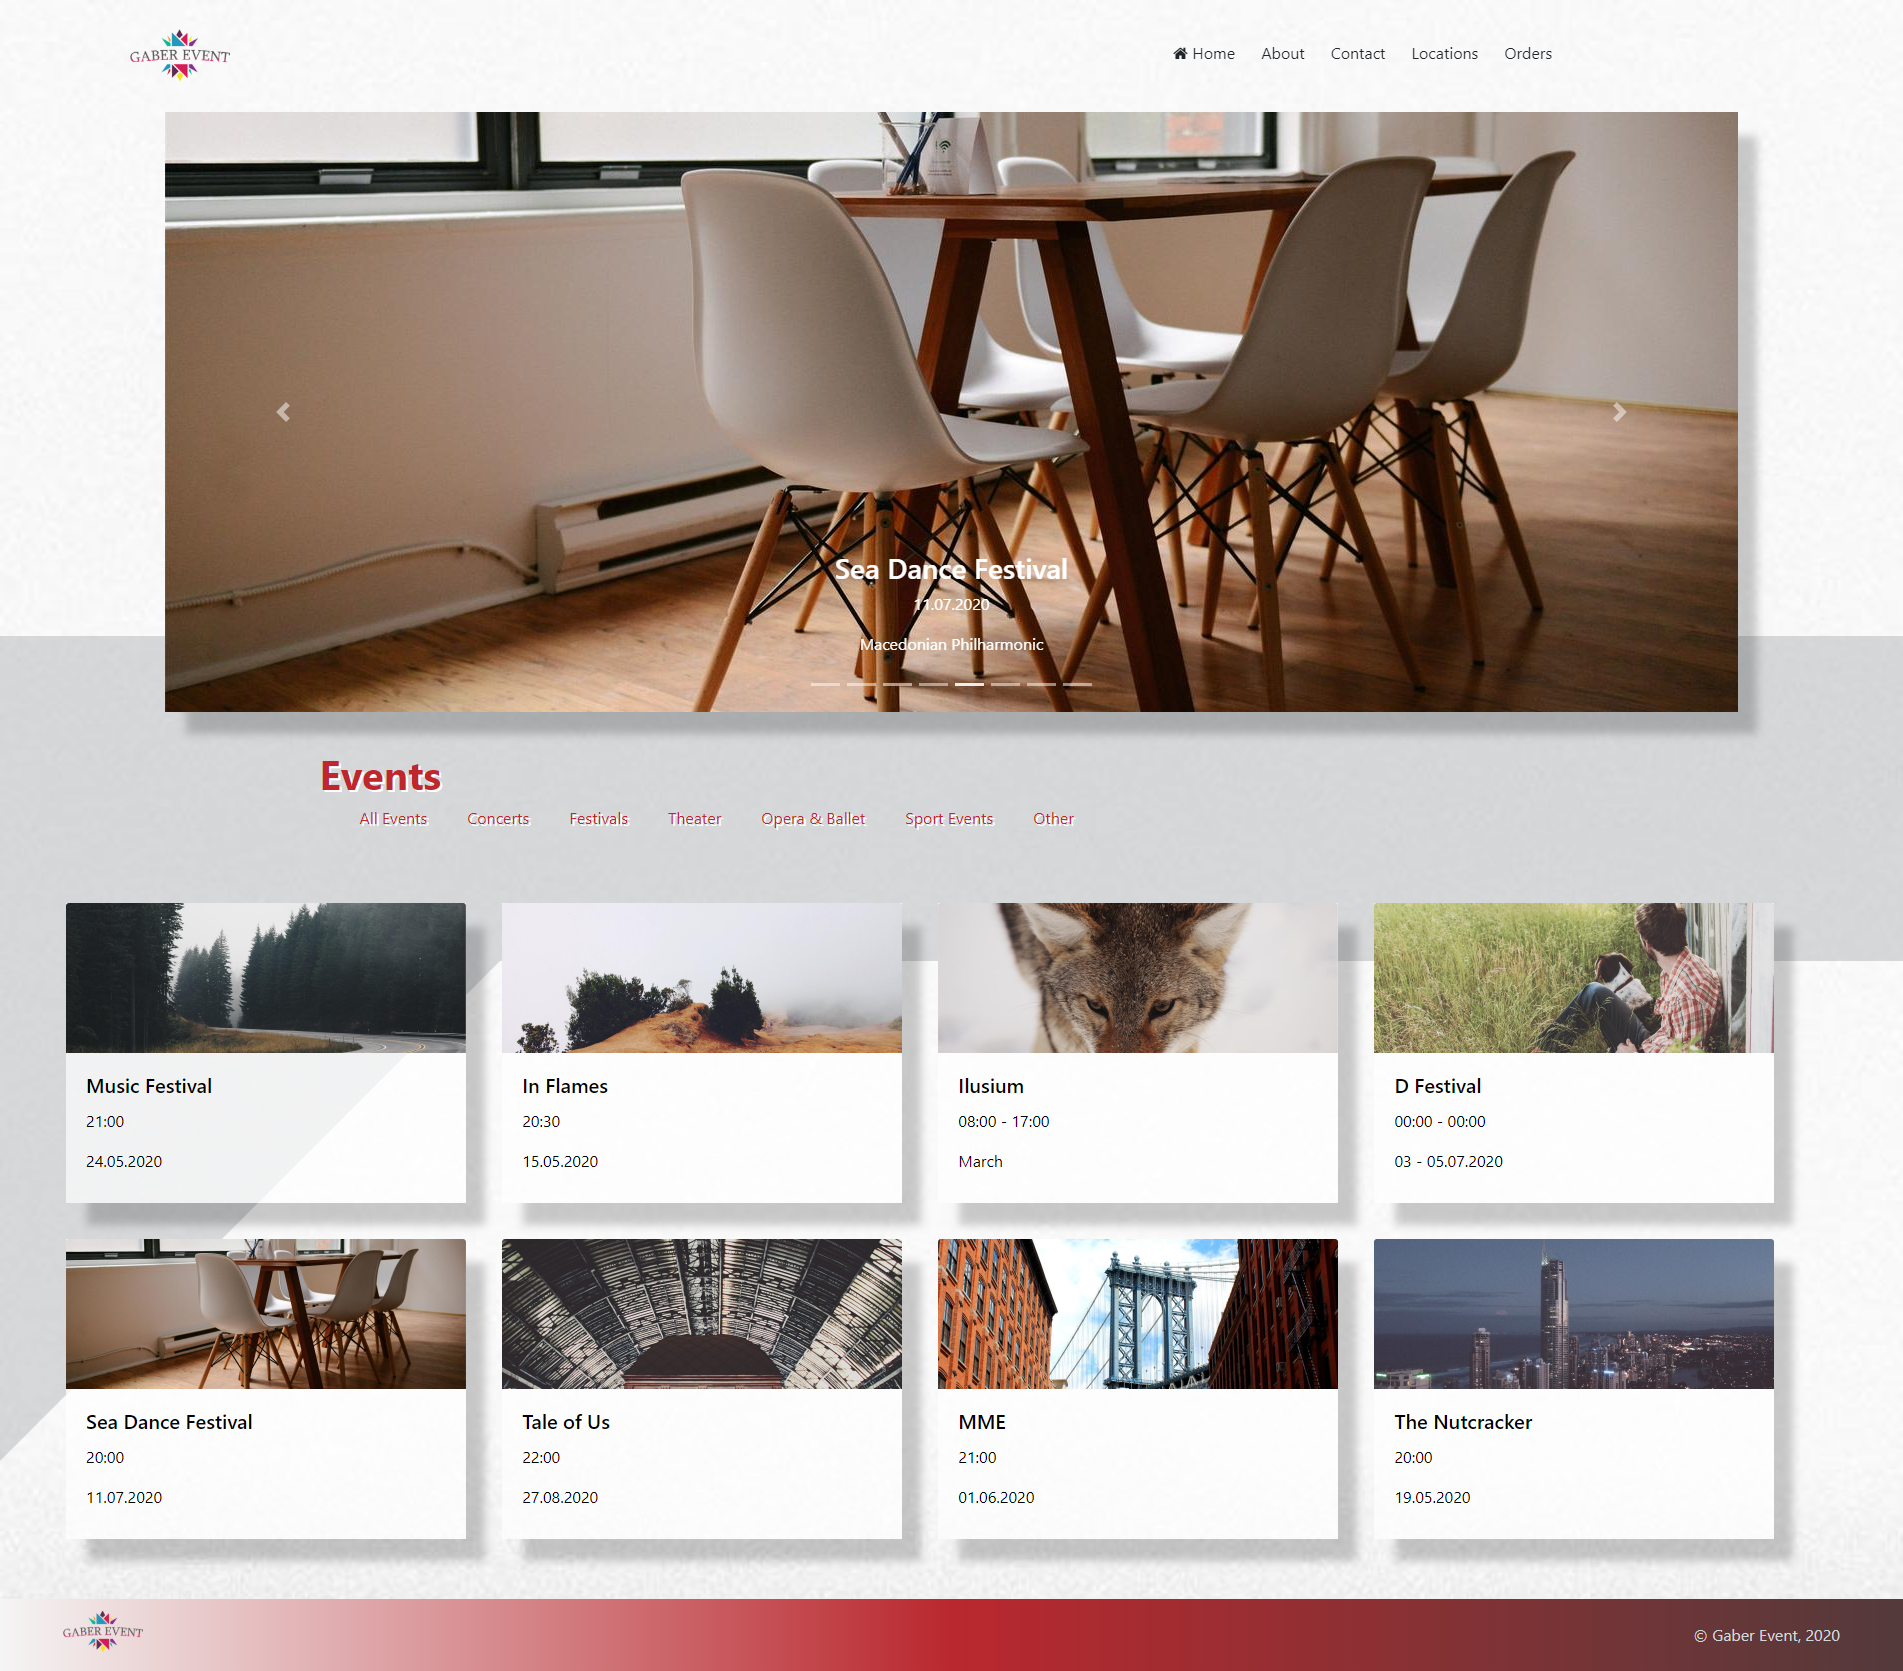 GABER EVENT
Home About Contact Locations Orders
Sea Dance Festival
11.07.2020
Macedonian Philharmonic
Events
All Events Concerts Festivals Theater Opera & Ballet Sport Events Other
Music Festival
21:00
24.05.2020
In Flames
20:30
15.05.2020
Ilusium
08:00 - 17:00
March
D Festival
00:00 - 00:00
03 - 05.07.2020
Sea Dance Festival
20:00
11.07.2020
Tale of Us
22:00
27.08.2020
MME
21:00
01.06.2020
The Nutcracker
20:00
19.05.2020
GABER EVENT
© Gaber Event, 2020